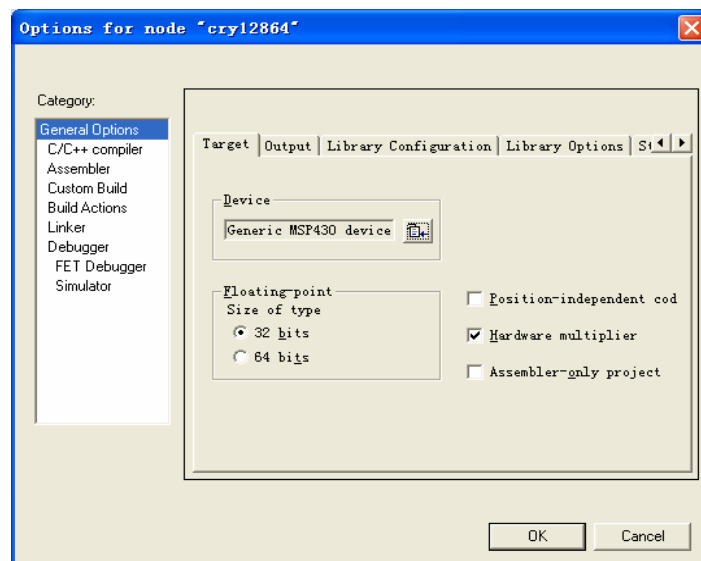 Options for node "cry12864"
Category:
General Options
C/C++ compiler
Assembler
Custom Build
Build Actions
Linker
Debugger
FET Debugger
Simulator
Target Output Library Configuration Library Options St
Device
Generic MSP430 device
Floating-point
Size of type
32 bits
64 bits
Position-independent cod
Hardware multiplier
Assembler-only project
OK Cancel